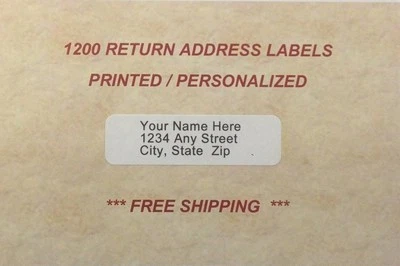 1200 RETURN ADDRESS LABELS
PRINTED / PERSONALIZED
Your Name Here
1234 Any Street
City, State  Zip
*** FREE SHIPPING  ***